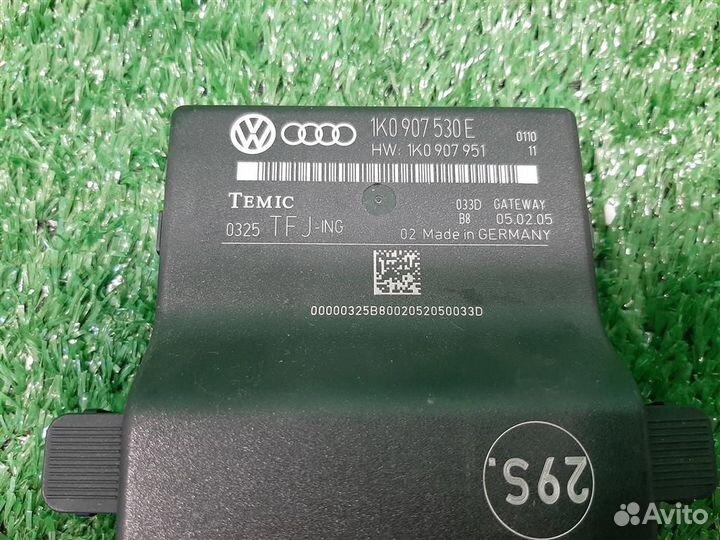 1K0 907 530 E
HW: 1K0 907 951
0110
11
TEMIC
033D GATEWAY
B8 05.02.05
0325 TFJ-ING
02 Made in GERMANY
00000325B8002052050033D
29S.
Avito